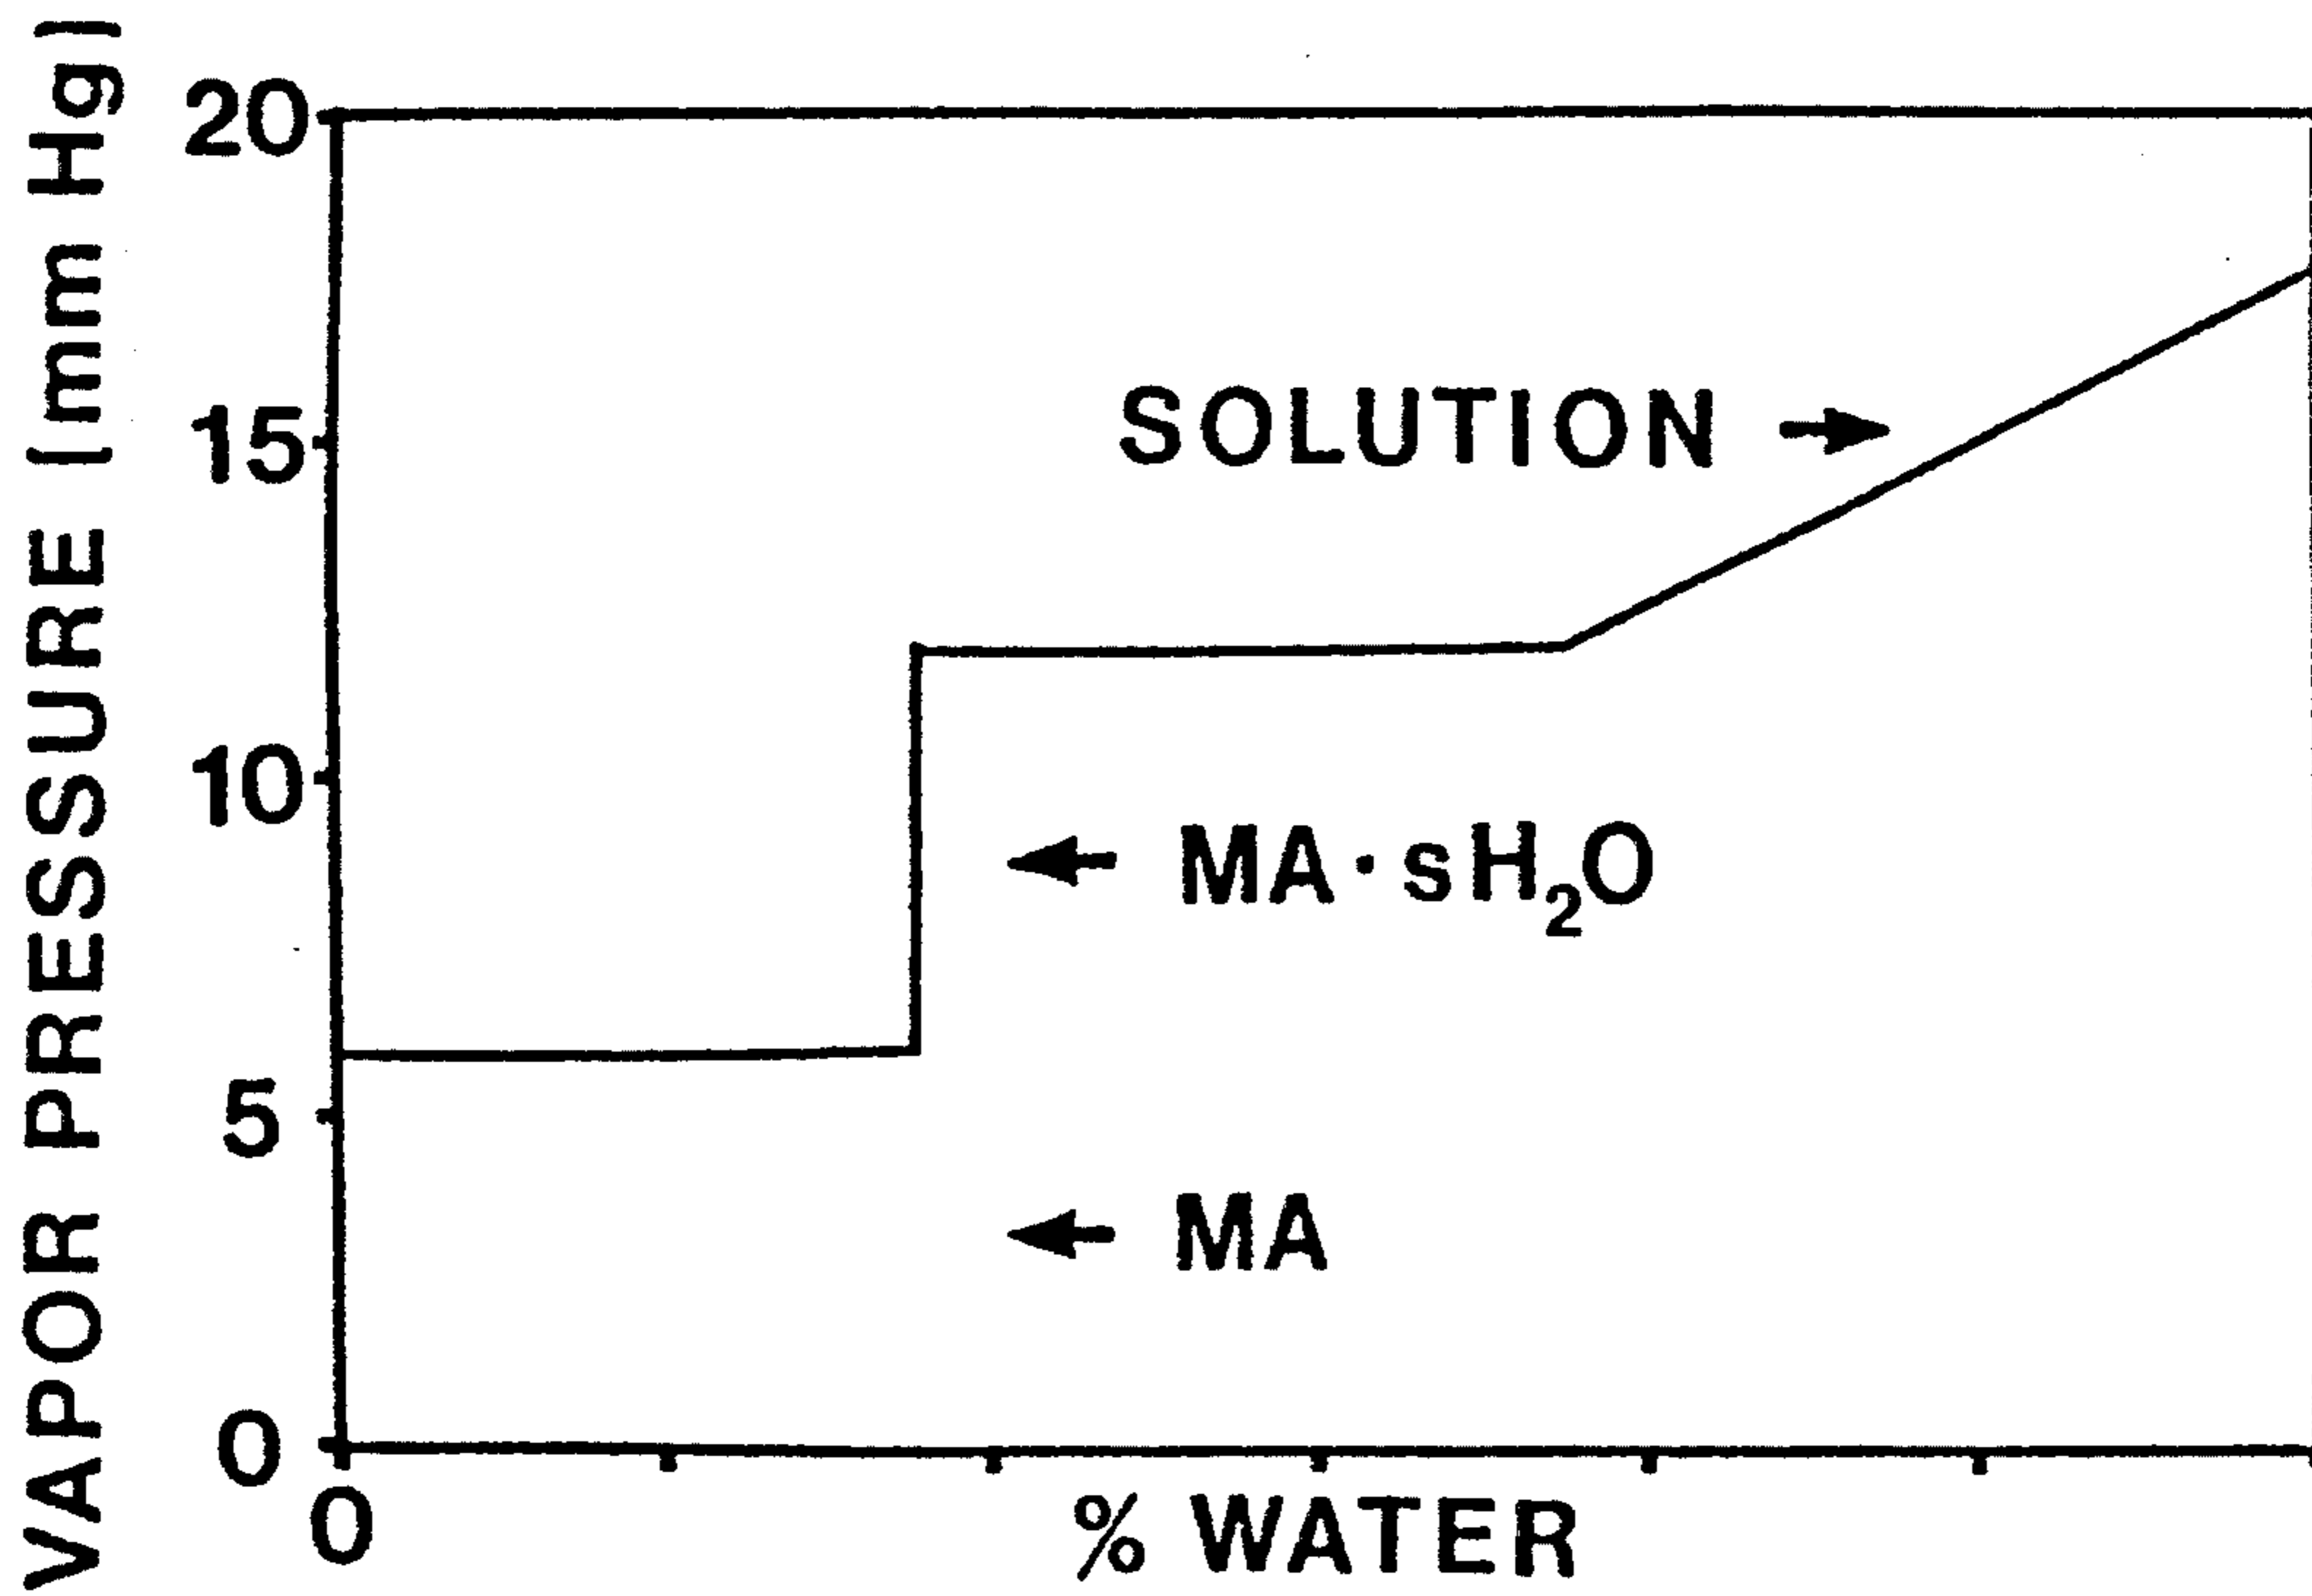 VAPOR PRESSURE (mm Hg)
20
15
10
5
0
SOLUTION
MA·sH₂O
MA
0
% WATER